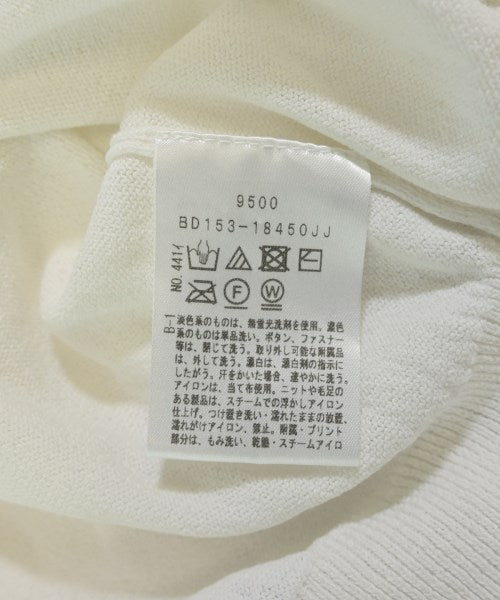 9500
BD153-18450JJ
F
W
NO.441イ
B-1
淡色系のものは、無蛍光洗剤を使用。濃色
系のものは単品洗い。ボタン、ファスナー
等は、閉じて洗う。取り外し可能な附属品
は、外して洗う。漂白は、漂白剤の指示に
したがう。汗をかいた場合、速やかに洗う。
アイロンは、当て布使用。ニットや毛足の
ある製品は、スチームでの浮かしアイロン
仕上げ。つけ置き洗い・濡れたままの放置、
濡れがけアイロン、禁止。附属・プリント
部分は、もみ洗い、乾燥・スチームアイロ